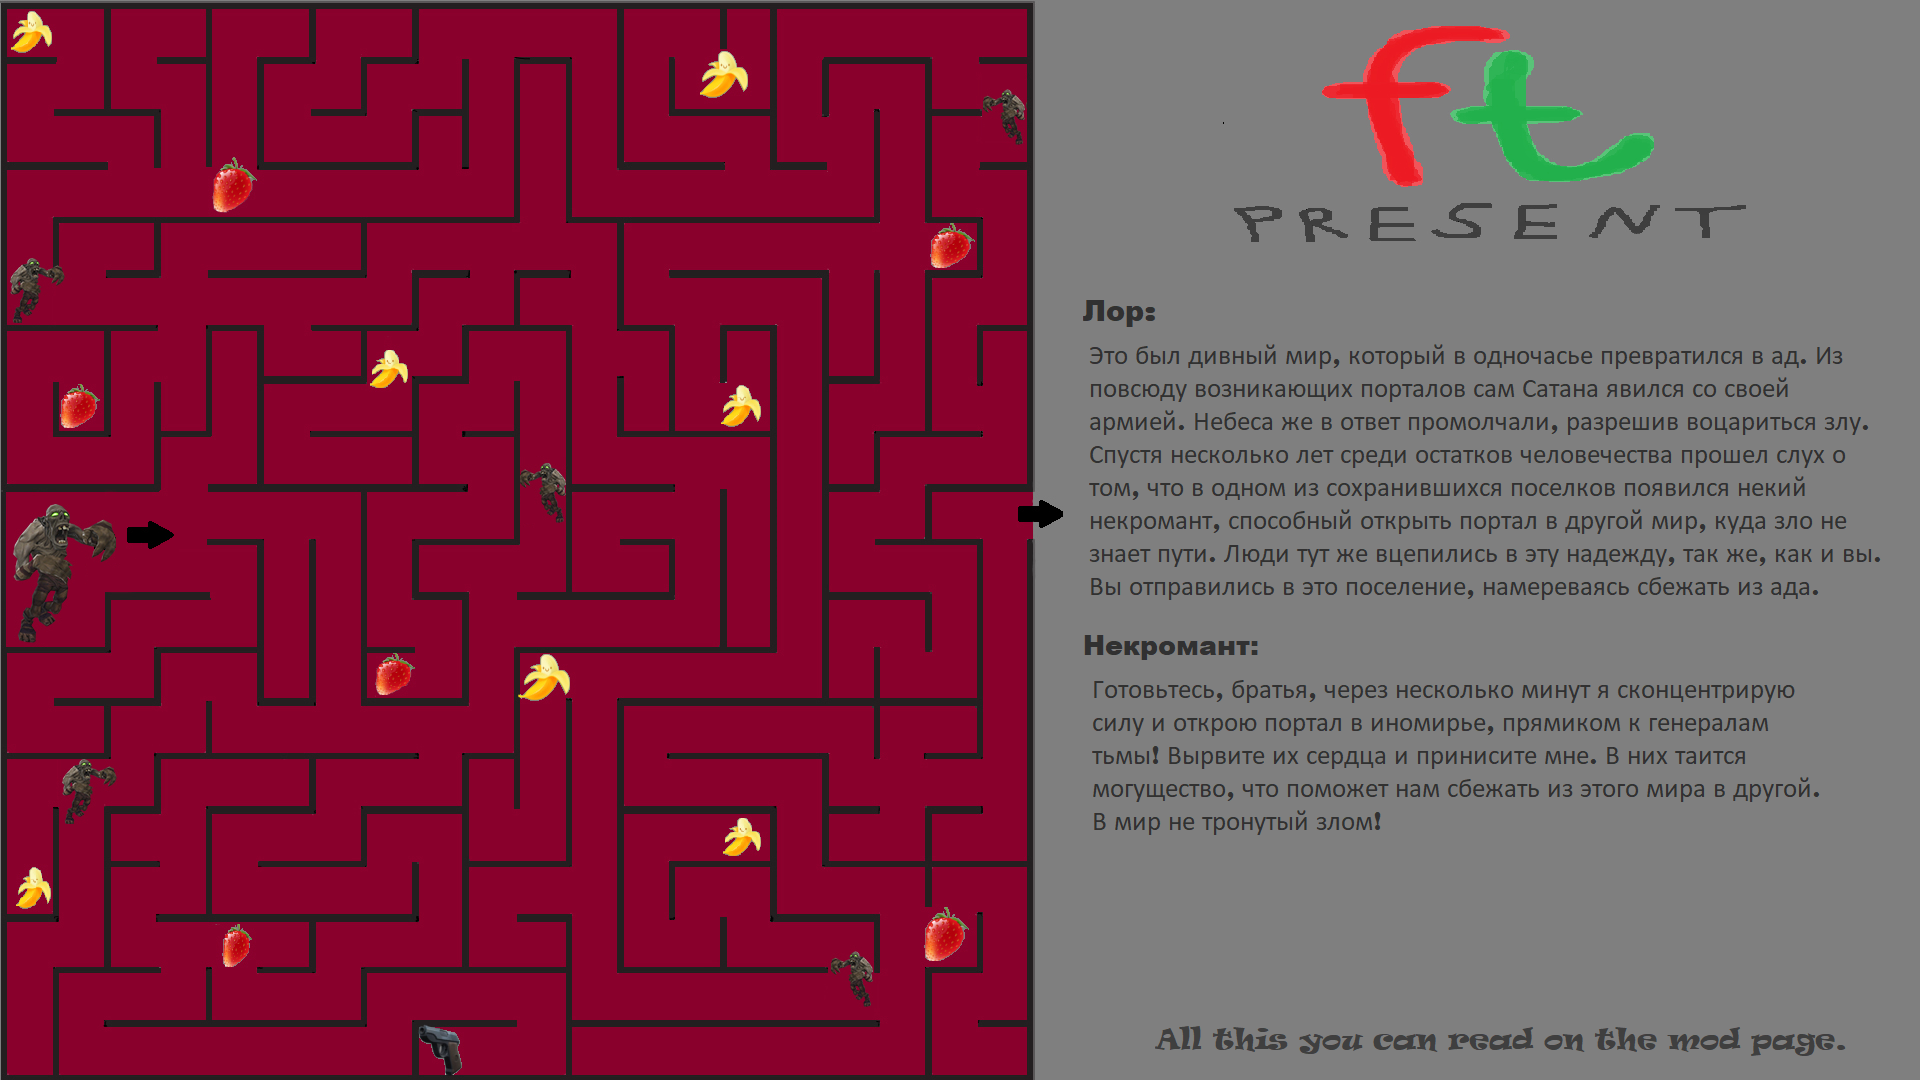 Ft
PRESENT
Лор:
Это был дивный мир, который в одночасье превратился в ад. Из
повсюду возникающих порталов сам Сатана явился со своей
армией. Небеса же в ответ промолчали, разрешив воцариться злу.
Спустя несколько лет среди остатков человечества прошел слух о
том, что в одном из сохранившихся поселков появился некий
некромант, способный открыть портал в другой мир, куда зло не
знает пути. Люди тут же вцепились в эту надежду, так же, как и вы.
Вы отправились в это поселение, намереваясь сбежать из ада.
Некромант:
Готовьтесь, братья, через несколько минут я сконцентрирую
силу и открою портал в иномирье, прямиком к генералам
тьмы! Вырвите их сердца и принисите мне. В них таится
могущество, что поможет нам сбежать из этого мира в другой.
В мир не тронутый злом!
All this you can read on the mod page.